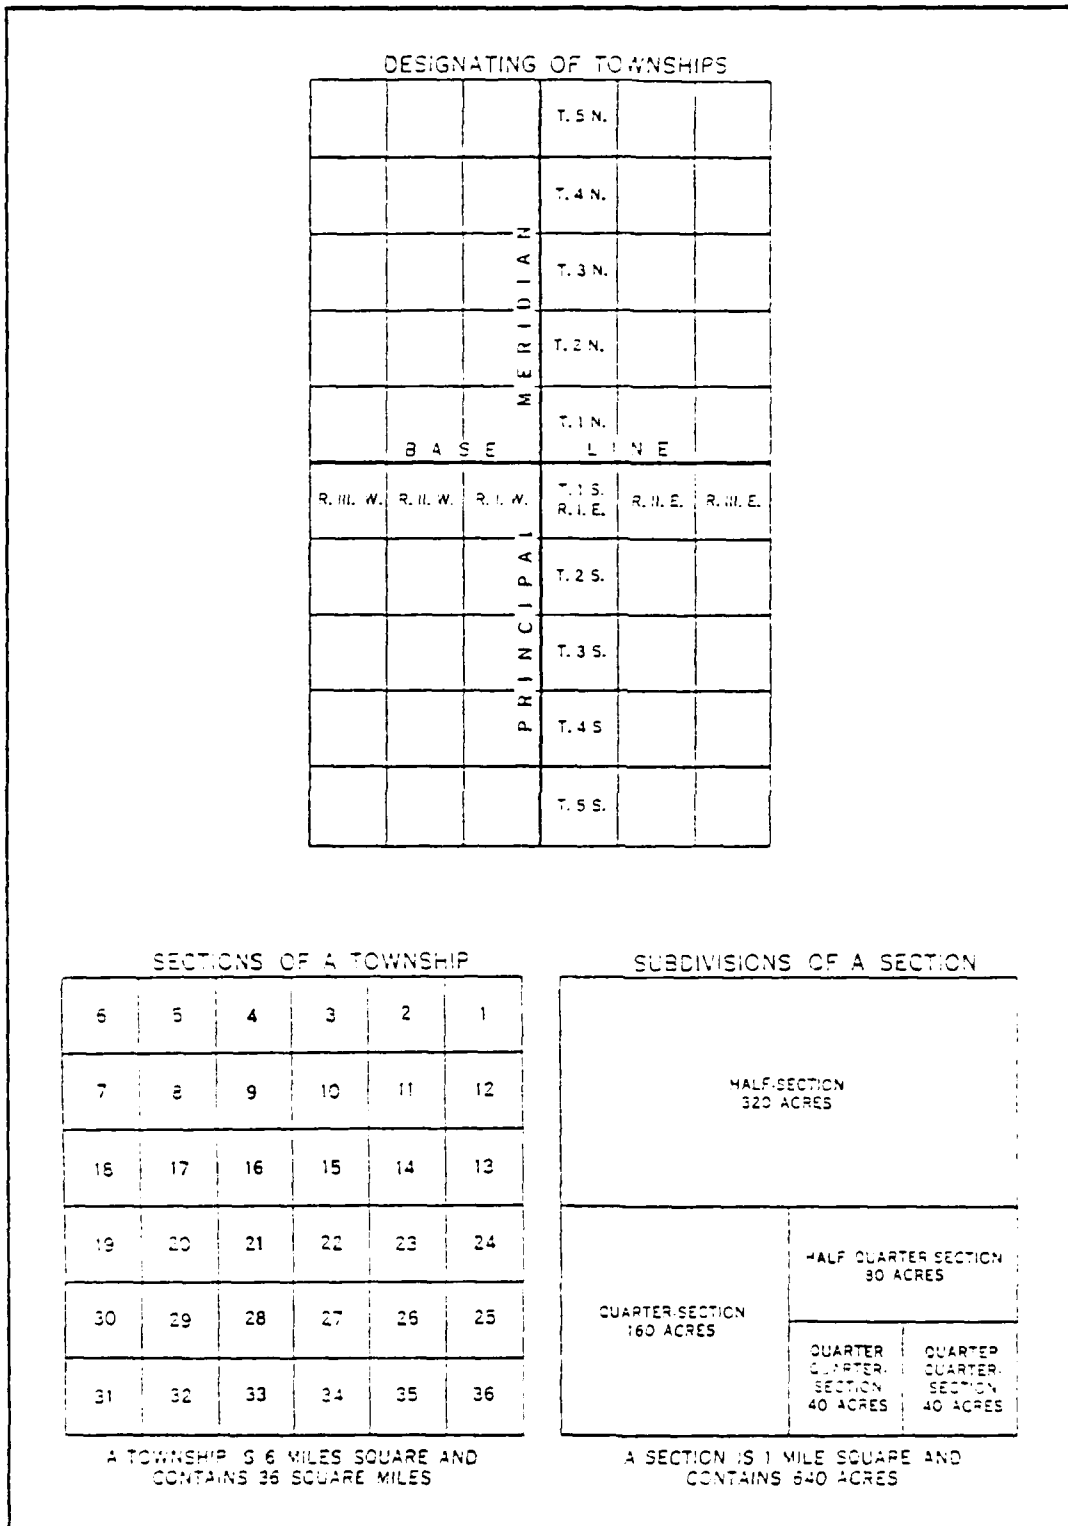 DESIGNATING OF TOWNSHIPS
T. 5 N.
T. 4 N.
T. 3 N.
T. 2 N.
T. 1 N.
MERIDIAN
BASE LINE
R. III. W. R. II. W. R. I. W. T. 1 S. R. II. E. R. III. E.
R. I. E.
PRINCIPAL
T. 2 S.
T. 3 S.
T. 4 S
T. 5 S.
SECTIONS OF A TOWNSHIP
6 5 4 3 2 1
7 8 9 10 11 12
18 17 16 15 14 13
19 20 21 22 23 24
30 29 28 27 26 25
31 32 33 34 35 36
A TOWNSHIP IS 6 MILES SQUARE AND
CONTAINS 36 SQUARE MILES
SUBDIVISIONS OF A SECTION
HALF-SECTION
320 ACRES
QUARTER-SECTION
160 ACRES
HALF QUARTER-SECTION
80 ACRES
QUARTER
QUARTER-
SECTION
40 ACRES
QUARTER
QUARTER-
SECTION
40 ACRES
A SECTION IS 1 MILE SQUARE AND
CONTAINS 640 ACRES